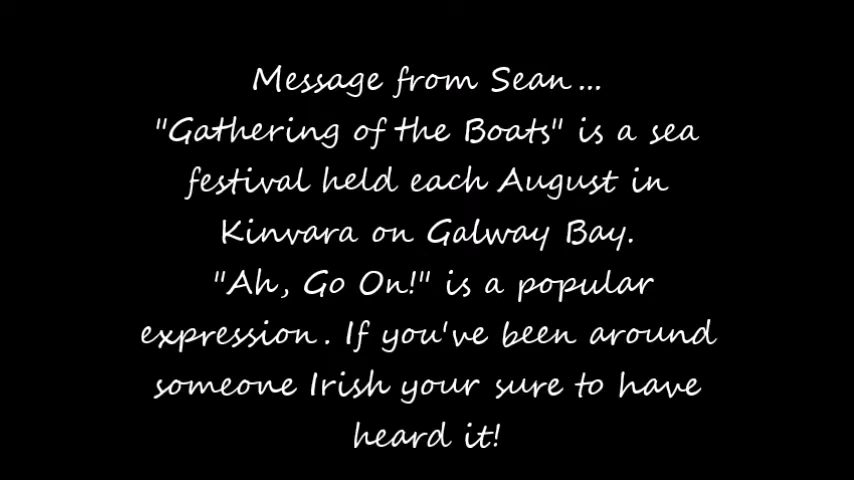 Message from Sean...
"Gathering of the Boats" is a sea
festival held each August in
Kinvara on Galway Bay.
"Ah, Go On!" is a popular
expression. If you've been around
someone Irish your sure to have
heard it!